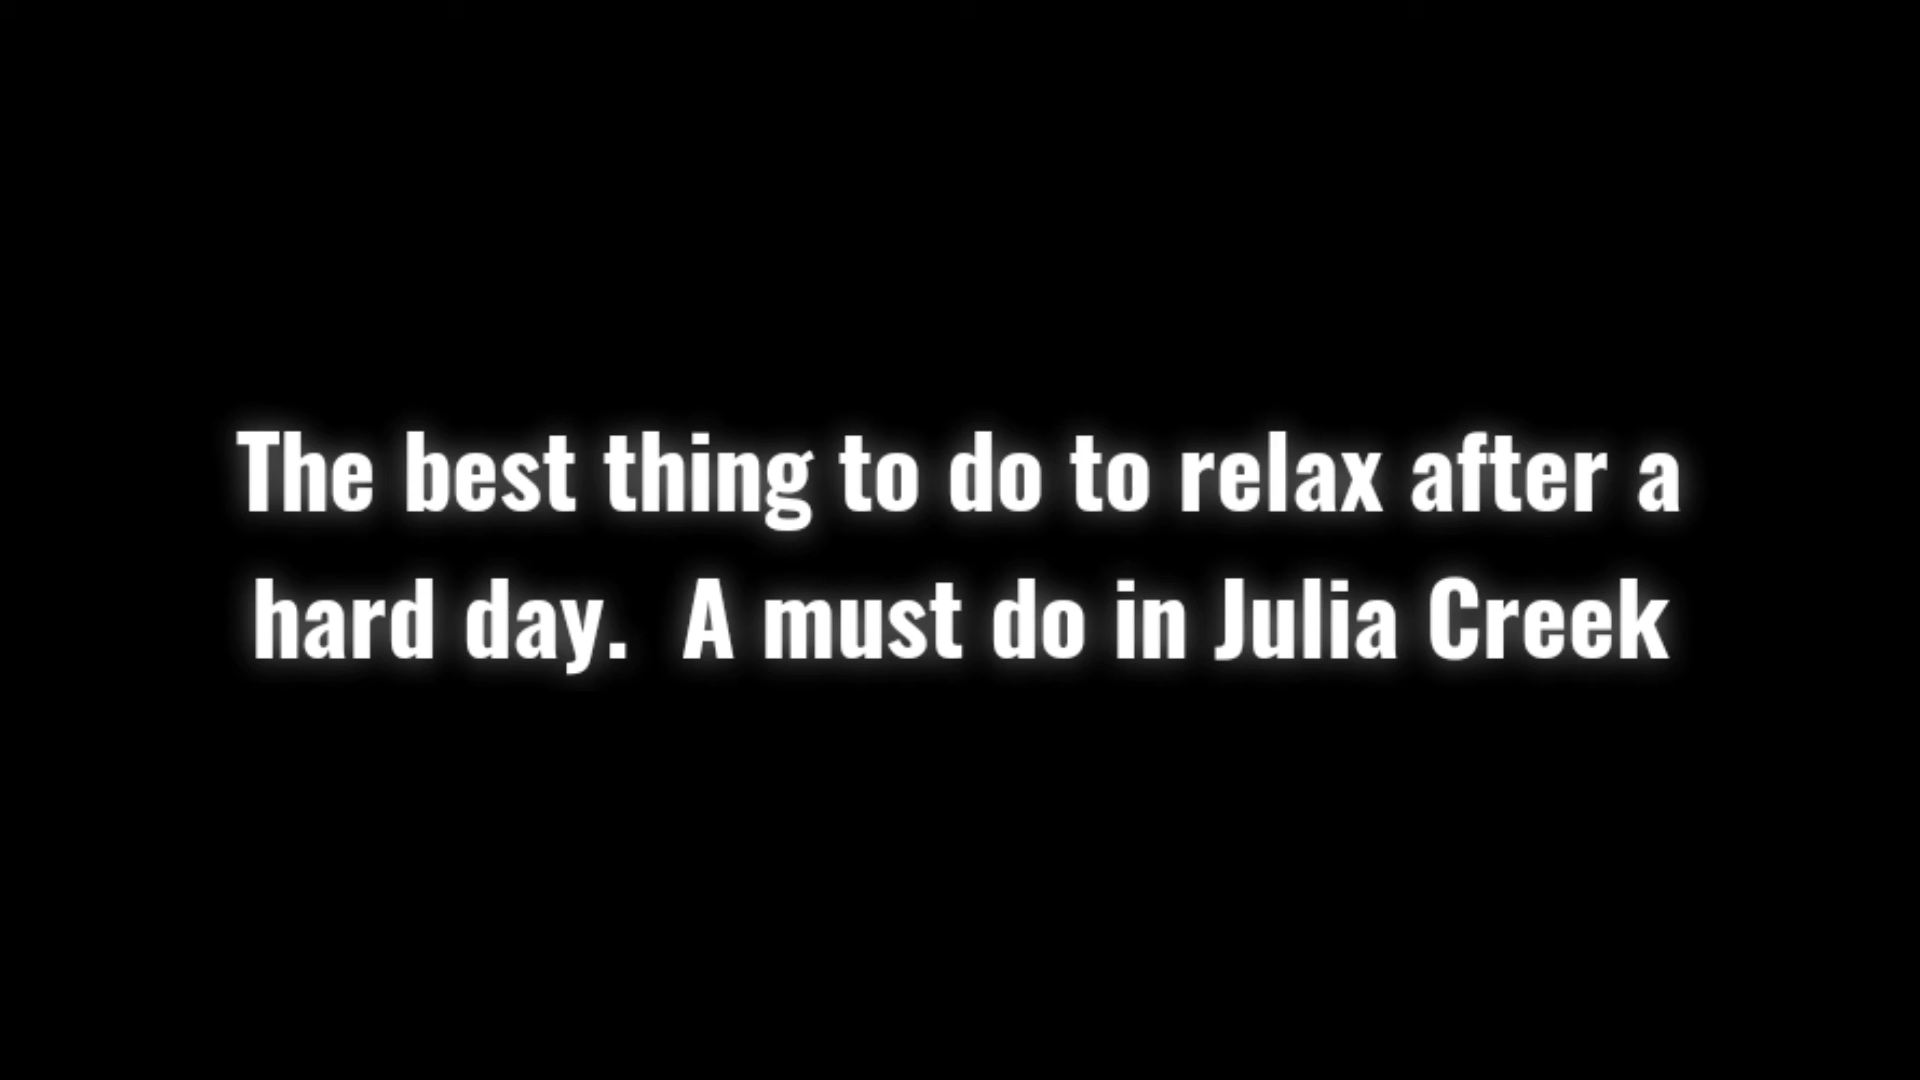 The best thing to do to relax after a
hard day.  A must do in Julia Creek